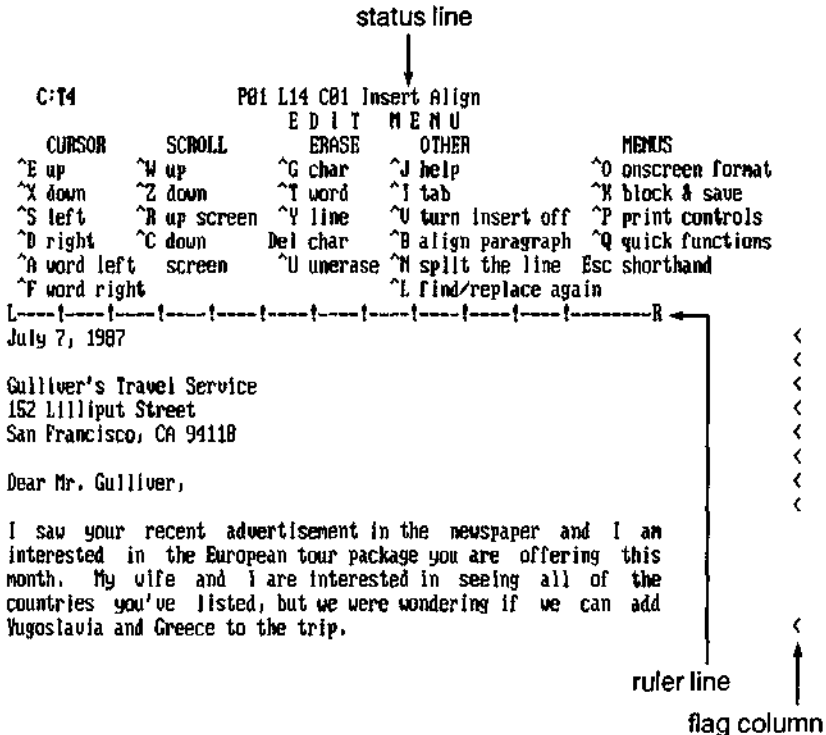 status line
C:T4 P01 L14 C01 Insert Align
E D I T M E N U
CURSOR SCROLL ERASE OTHER MENUS
^E up ^W up ^G char ^J help ^O onscreen format
^X down ^Z down ^T word ^I tab ^K block & save
^S left ^R up screen ^Y line ^V turn insert off ^P print controls
^D right ^C down Del char ^B align paragraph ^Q quick functions
^A word left screen ^U unerase ^N split the line Esc shorthand
^F word right ^L find/replace again
L----!----!----!----!----!----!----!----!----!----!----!--------R
July 7, 1987 <
<
Gulliver's Travel Service <
152 Lilliput Street <
San Francisco, CA 94118 <
<
Dear Mr. Gulliver, <
<
I saw your recent advertisement in the newspaper and I am
interested in the European tour package you are offering this
month. My wife and I are interested in seeing all of the
countries you've listed, but we were wondering if we can add
Yugoslavia and Greece to the trip. <
ruler line
flag column